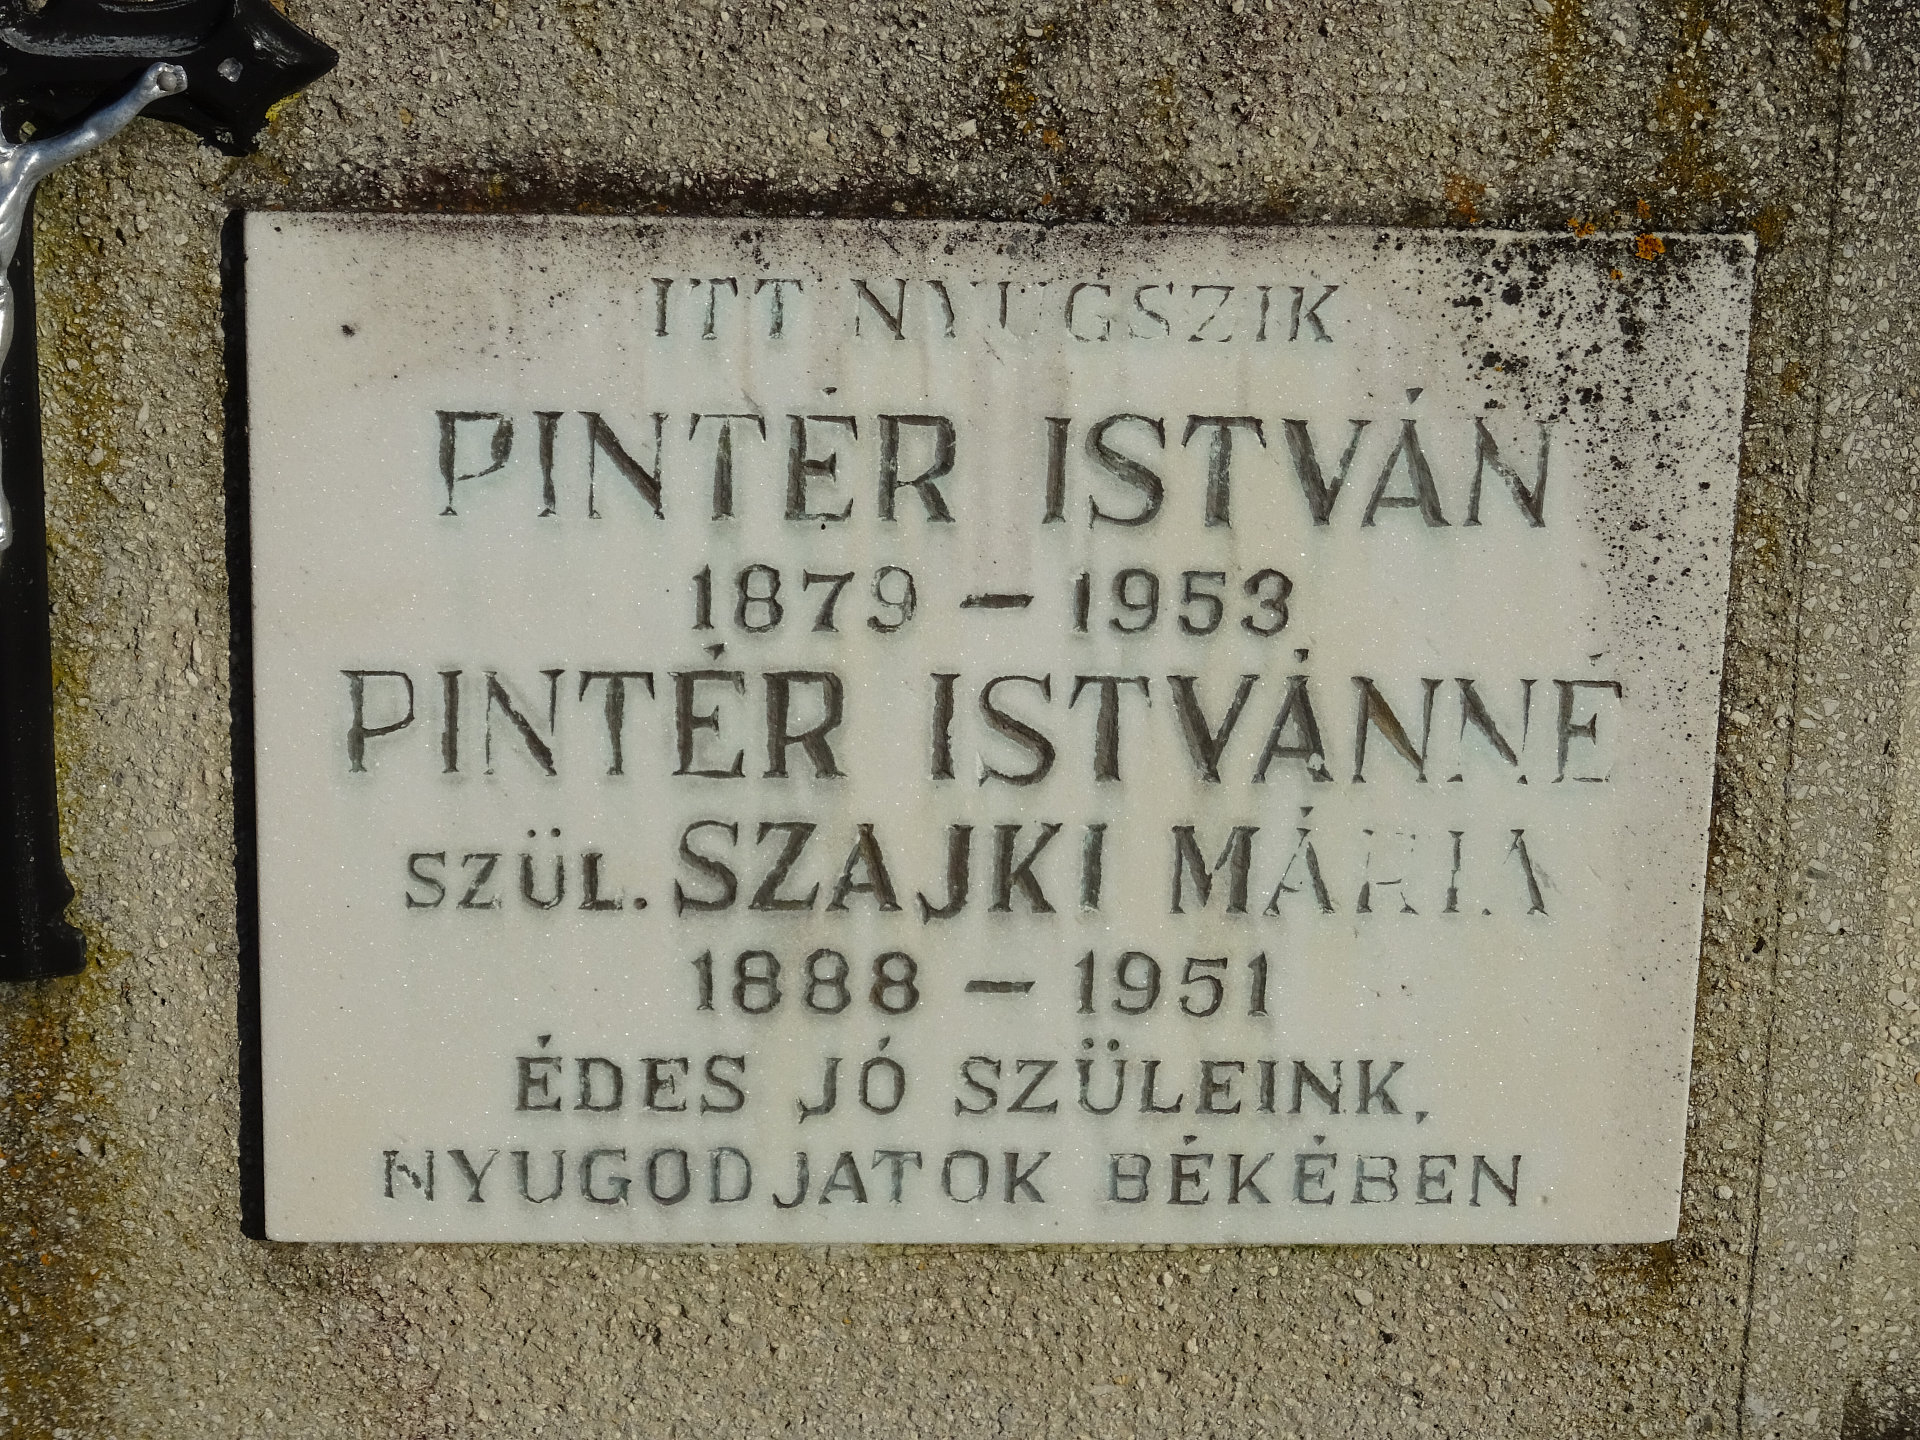 ITT NYUGSZIK
PINTÉR ISTVÁN
1879 – 1953
PINTÉR ISTVÁNNÉ
SZÜL. SZAJKI MÁRIA
1888 – 1951
ÉDES JÓ SZÜLEINK,
NYUGODJATOK BÉKÉBEN